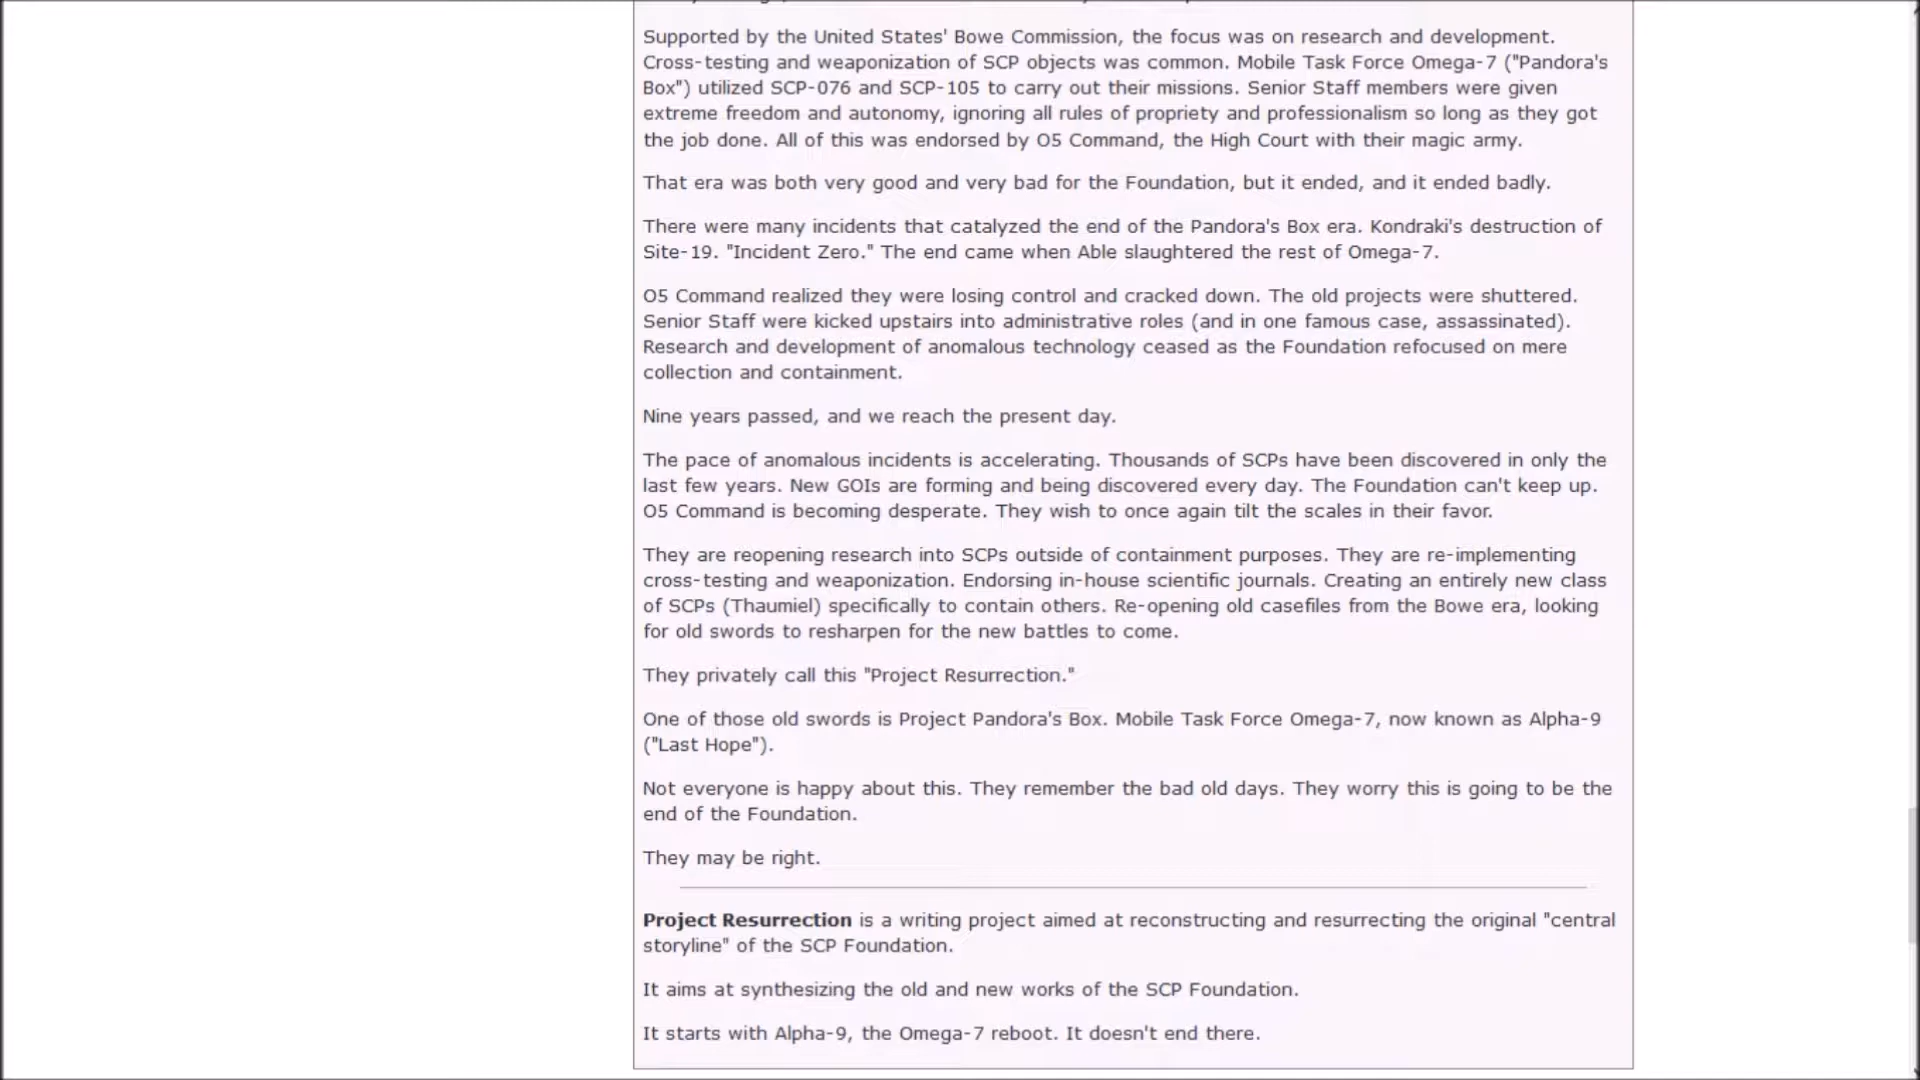 Supported by the United States' Bowe Commission, the focus was on research and development.
Cross-testing and weaponization of SCP objects was common. Mobile Task Force Omega-7 ("Pandora's
Box") utilized SCP-076 and SCP-105 to carry out their missions. Senior Staff members were given
extreme freedom and autonomy, ignoring all rules of propriety and professionalism so long as they got
the job done. All of this was endorsed by O5 Command, the High Court with their magic army.
That era was both very good and very bad for the Foundation, but it ended, and it ended badly.
There were many incidents that catalyzed the end of the Pandora's Box era. Kondraki's destruction of
Site-19. "Incident Zero." The end came when Able slaughtered the rest of Omega-7.
O5 Command realized they were losing control and cracked down. The old projects were shuttered.
Senior Staff were kicked upstairs into administrative roles (and in one famous case, assassinated).
Research and development of anomalous technology ceased as the Foundation refocused on mere
collection and containment.
Nine years passed, and we reach the present day.
The pace of anomalous incidents is accelerating. Thousands of SCPs have been discovered in only the
last few years. New GOIs are forming and being discovered every day. The Foundation can't keep up.
O5 Command is becoming desperate. They wish to once again tilt the scales in their favor.
They are reopening research into SCPs outside of containment purposes. They are re-implementing
cross-testing and weaponization. Endorsing in-house scientific journals. Creating an entirely new class
of SCPs (Thaumiel) specifically to contain others. Re-opening old casefiles from the Bowe era, looking
for old swords to resharpen for the new battles to come.
They privately call this "Project Resurrection."
One of those old swords is Project Pandora's Box. Mobile Task Force Omega-7, now known as Alpha-9
("Last Hope").
Not everyone is happy about this. They remember the bad old days. They worry this is going to be the
end of the Foundation.
They may be right.
Project Resurrection is a writing project aimed at reconstructing and resurrecting the original "central
storyline" of the SCP Foundation.
It aims at synthesizing the old and new works of the SCP Foundation.
It starts with Alpha-9, the Omega-7 reboot. It doesn't end there.